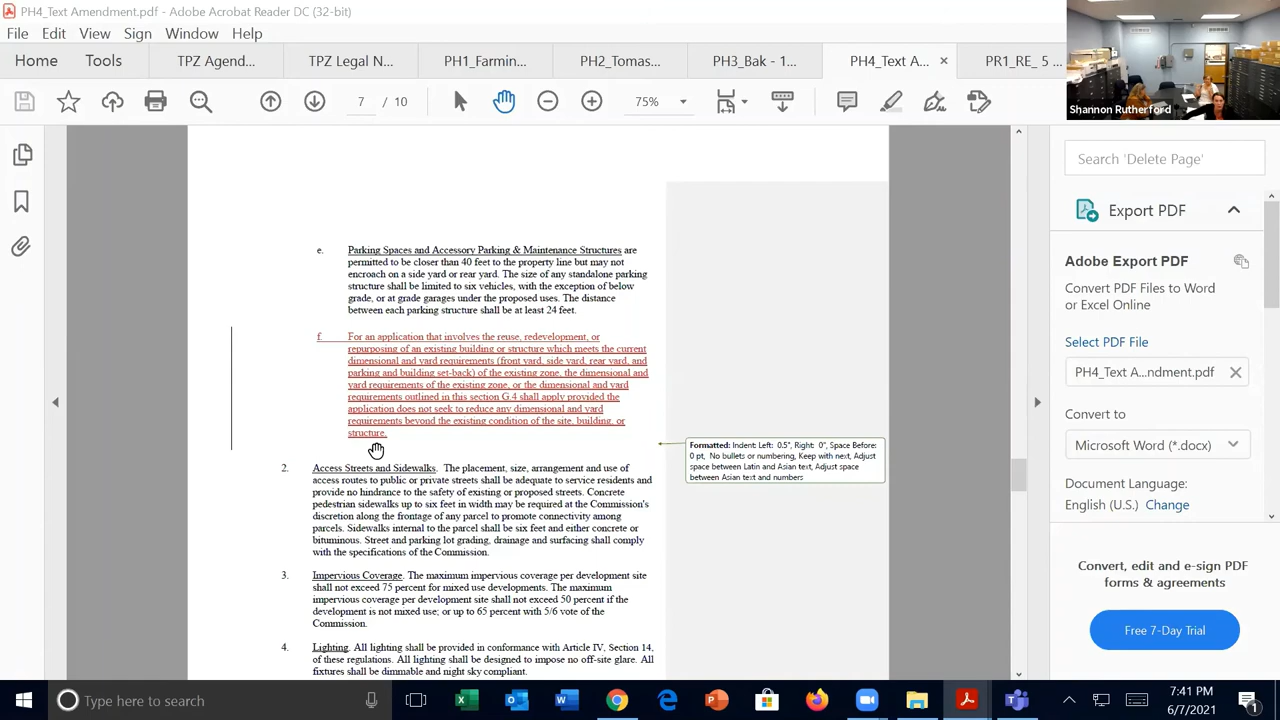 PH4_Text Amendment.pdf - Adobe Acrobat Reader DC (32-bit)
File Edit View Sign Window Help
Home Tools TPZ Agend... TPZ Legal N... PH1_Farmin... PH2_Tomas... PH3_Bak - 1... PH4_Text A... × PR1_RE_ 5
7 / 10 75%
Shannon Rutherford
Search 'Delete Page'
Export PDF
Adobe Export PDF
Convert PDF Files to Word
or Excel Online
Select PDF File
PH4_Text A...ndment.pdf
Convert to
Microsoft Word (*.docx)
Document Language:
English (U.S.) Change
Convert, edit and e-sign PDF
forms & agreements
Free 7-Day Trial
e. Parking Spaces and Accessory Parking & Maintenance Structures are
permitted to be closer than 40 feet to the property line but may not
encroach on a side yard or rear yard. The size of any standalone parking
structure shall be limited to six vehicles, with the exception of below
grade, or at grade garages under the proposed uses. The distance
between each parking structure shall be at least 24 feet.
f For an application that involves the reuse, redevelopment, or
repurposing of an existing building or structure which meets the current
dimensional and yard requirements (front yard, side yard, rear yard, and
parking and building set-back) of the existing zone, the dimensional and
yard requirements of the existing zone, or the dimensional and yard
requirements outlined in this section G.4 shall apply provided the
application does not seek to reduce any dimensional and yard
requirements beyond the existing condition of the site, building, or
structure.
Formatted: Indent: Left: 0.5", Right: 0", Space Before:
0 pt, No bullets or numbering, Keep with next, Adjust
space between Latin and Asian text, Adjust space
between Asian text and numbers
2. Access Streets and Sidewalks. The placement, size, arrangement and use of
access routes to public or private streets shall be adequate to service residents and
provide no hindrance to the safety of existing or proposed streets. Concrete
pedestrian sidewalks up to six feet in width may be required at the Commission's
discretion along the frontage of any parcel to promote connectivity among
parcels. Sidewalks internal to the parcel shall be six feet and either concrete or
bituminous. Street and parking lot grading, drainage and surfacing shall comply
with the specifications of the Commission.
3. Impervious Coverage. The maximum impervious coverage per development site
shall not exceed 75 percent for mixed use developments. The maximum
impervious coverage per development site shall not exceed 50 percent if the
development is not mixed use; or up to 65 percent with 5/6 vote of the
Commission.
4. Lighting. All lighting shall be provided in conformance with Article IV, Section 14,
of these regulations. All lighting shall be designed to impose no off-site glare. All
fixtures shall be dimmable and night sky compliant.
Type here to search
7:41 PM
6/7/2021
1